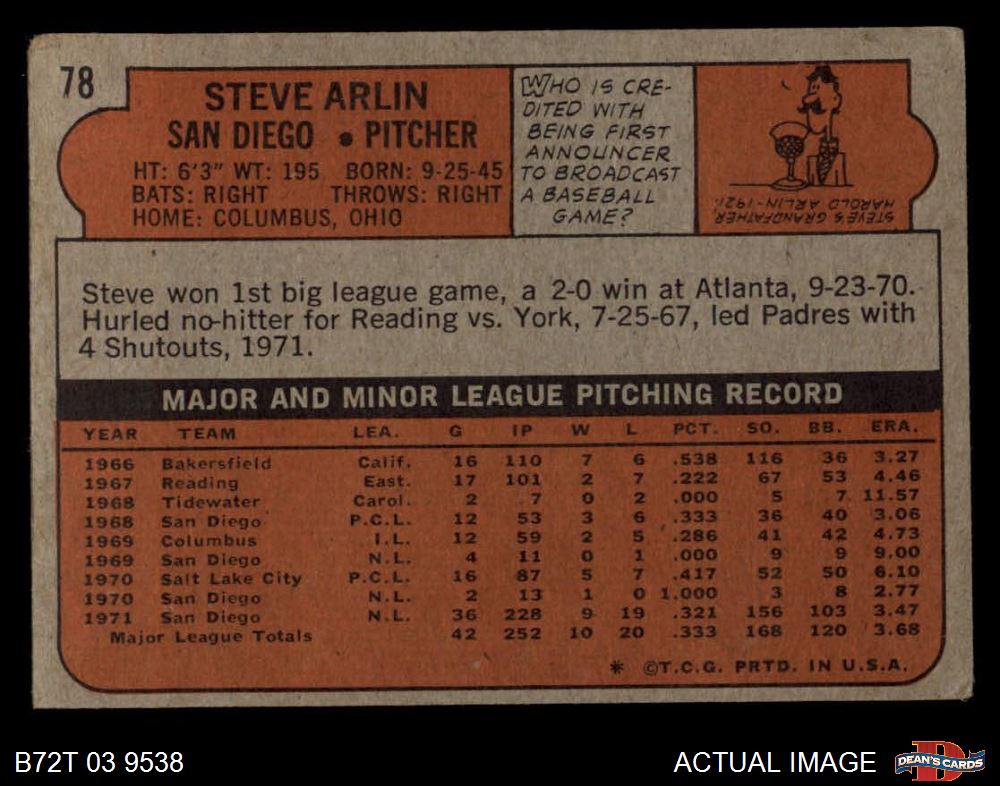 78
STEVE ARLIN
SAN DIEGO • PITCHER
HT: 6'3" WT: 195 BORN: 9-25-45
BATS: RIGHT THROWS: RIGHT
HOME: COLUMBUS, OHIO
WHO IS CRE-
DITED WITH
BEING FIRST
ANNOUNCER
TO BROADCAST
A BASEBALL
GAME?
STEVE'S GRANDFATHER,
HAROLD ARLIN-1921.
Steve won 1st big league game, a 2-0 win at Atlanta, 9-23-70.
Hurled no-hitter for Reading vs. York, 7-25-67, led Padres with
4 Shutouts, 1971.
MAJOR AND MINOR LEAGUE PITCHING RECORD
YEAR TEAM LEA. G IP W L PCT. SO. BB. ERA.
1966 Bakersfield Calif. 16 110 7 6 .538 116 36 3.27
1967 Reading East. 17 101 2 7 .222 67 53 4.46
1968 Tidewater Carol. 2 7 0 2 .000 5 7 11.57
1968 San Diego P.C.L. 12 53 3 6 .333 36 40 3.06
1969 Columbus I.L. 12 59 2 5 .286 41 42 4.73
1969 San Diego N.L. 4 11 0 1 .000 9 9 9.00
1970 Salt Lake City P.C.L. 16 87 5 7 .417 52 50 6.10
1970 San Diego N.L. 2 13 1 0 1.000 3 8 2.77
1971 San Diego N.L. 36 228 9 19 .321 156 103 3.47
Major League Totals 42 252 10 20 .333 168 120 3.68
* ©T.C.G. PRTD. IN U.S.A.
B72T 03 9538
ACTUAL IMAGE
D
DEAN'S CARDS